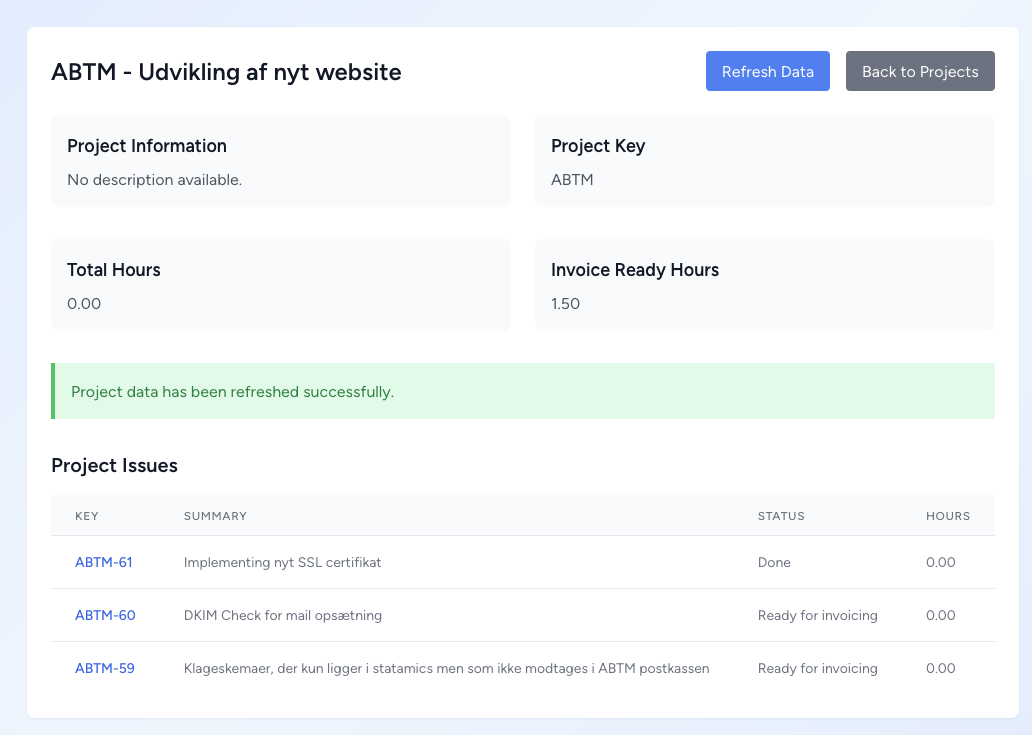 ABTM - Udvikling af nyt website
Refresh Data
Back to Projects
Project Information
No description available.
Project Key
ABTM
Total Hours
0.00
Invoice Ready Hours
1.50
Project data has been refreshed successfully.
Project Issues
KEY SUMMARY STATUS HOURS
ABTM-61 Implementing nyt SSL certifikat Done 0.00
ABTM-60 DKIM Check for mail opsætning Ready for invoicing 0.00
ABTM-59 Klageskemaer, der kun ligger i statamics men som ikke modtages i ABTM postkassen Ready for invoicing 0.00